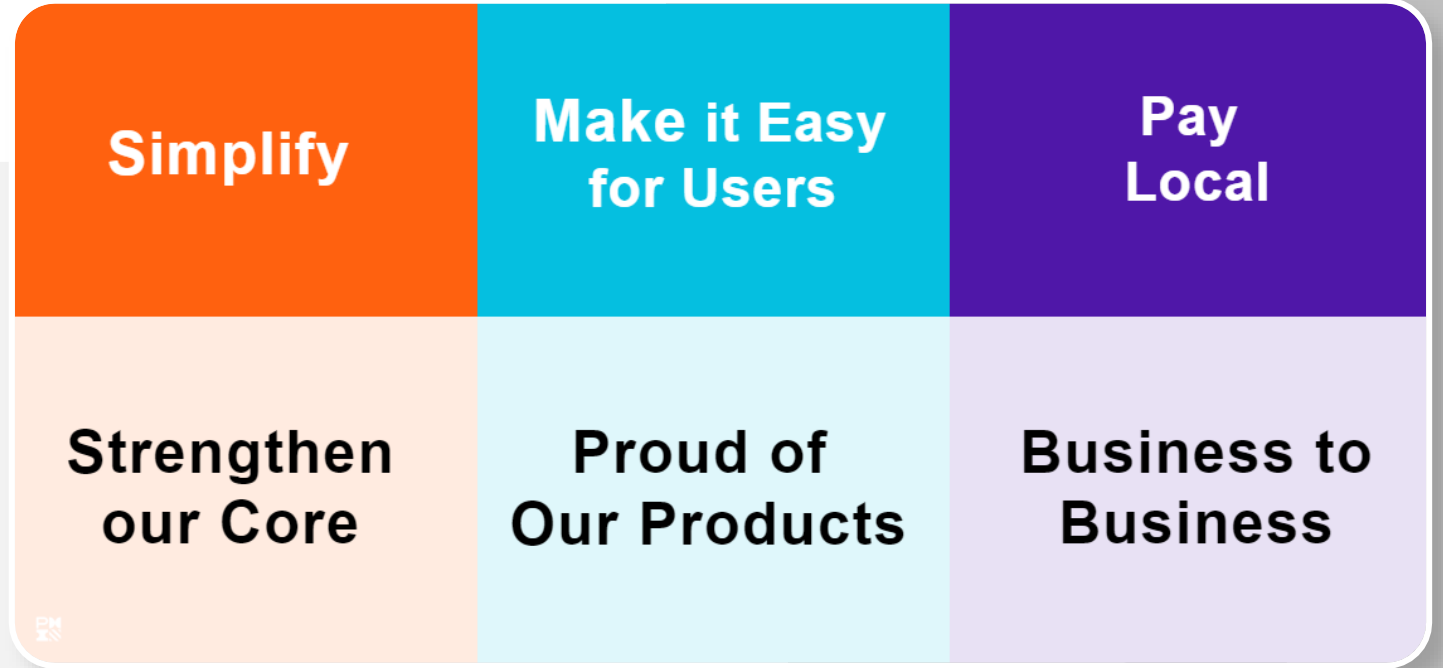 Simplify
Make it Easy
for Users
Pay
Local
Strengthen
our Core
Proud of
Our Products
Business to
Business